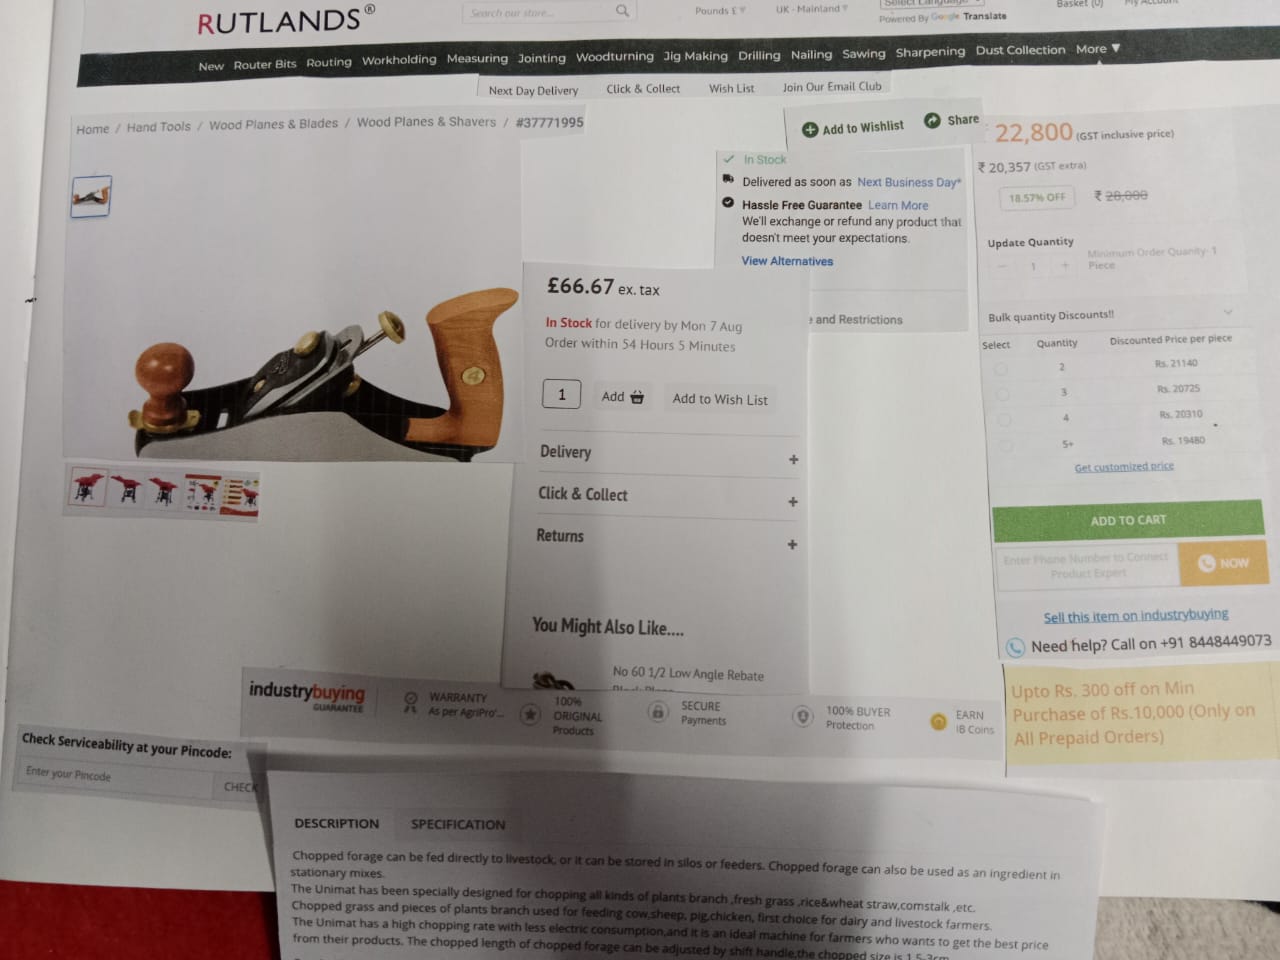 RUTLANDS®
Search our store...
Pounds £
UK - Mainland
Select Language
Powered By Google Translate
Basket (0)
My Account
New Router Bits Routing Workholding Measuring Jointing Woodturning Jig Making Drilling Nailing Sawing Sharpening Dust Collection More ▼
Next Day Delivery Click & Collect Wish List Join Our Email Club
Home / Hand Tools / Wood Planes & Blades / Wood Planes & Shavers / #37771995
Add to Wishlist Share
In Stock
Delivered as soon as Next Business Day*
Hassle Free Guarantee Learn More
We'll exchange or refund any product that
doesn't meet your expectations.
View Alternatives
and Restrictions
£66.67 ex. tax
In Stock for delivery by Mon 7 Aug
Order within 54 Hours 5 Minutes
1 Add Add to Wish List
Delivery +
Click & Collect +
Returns +
You Might Also Like....
No 60 1/2 Low Angle Rebate
22,800 (GST inclusive price)
₹ 20,357 (GST extra)
18.57% OFF ₹ 28,000
Update Quantity
− 1 + Minimum Order Quanity- 1
Piece
Bulk quantity Discounts!!
Select Quantity Discounted Price per piece
2 Rs. 21140
3 Rs. 20725
4 Rs. 20310
5+ Rs. 19480
Get customized price
ADD TO CART
Enter Phone Number to Connect
Product Expert
NOW
Sell this item on industrybuying
Need help? Call on +91 8448449073
Upto Rs. 300 off on Min
Purchase of Rs.10,000 (Only on
All Prepaid Orders)
industrybuying
GUARANTEE
WARRANTY
As per AgriPro'...
100%
ORIGINAL
Products
SECURE
Payments
100% BUYER
Protection
EARN
IB Coins
Check Serviceability at your Pincode:
Enter your Pincode CHECK
DESCRIPTION SPECIFICATION
Chopped forage can be fed directly to livestock, or it can be stored in silos or feeders. Chopped forage can also be used as an ingredient in
stationary mixes.
The Unimat has been specially designed for chopping all kinds of plants branch ,fresh grass ,rice&wheat straw,cornstalk ,etc.
Chopped grass and pieces of plants branch used for feeding cow,sheep, pig,chicken, first choice for dairy and livestock farmers.
The Unimat has a high chopping rate with less electric consumption,and it is an ideal machine for farmers who wants to get the best price
from their products. The chopped length of chopped forage can be adjusted by shift handle,the chopped size is 1.5-3cm